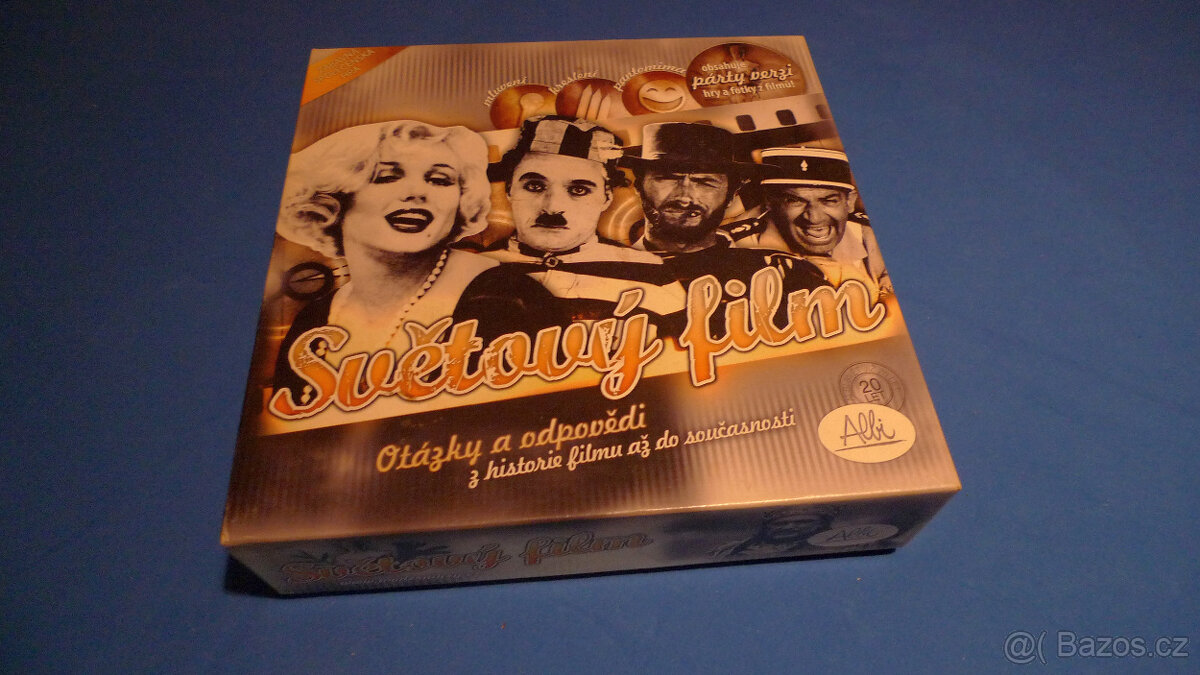 mluvení
kreslení
pantomima
obsahuje
párty verzi
hry a fotky z filmů!
Světový film
Otázky a odpovědi
z historie filmu až do současnosti
20
LET
Albi
Světový film
Albi
@( Bazos.cz